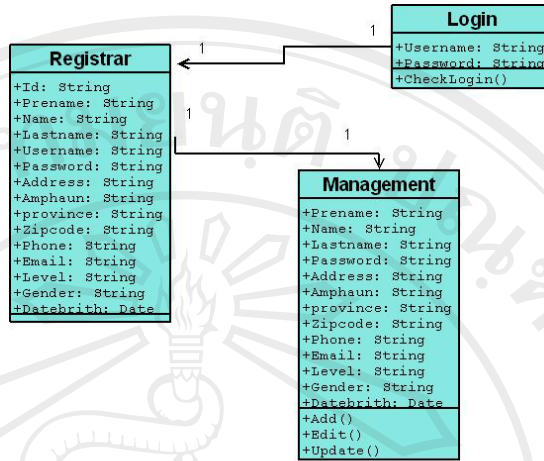 Login
+Username: String
+Password: String
+CheckLogin()
1
1
Registrar
+Id: String
+Prename: String
+Name: String
+Lastname: String
+Username: String
+Password: String
+Address: String
+Amphaun: String
+province: String
+Zipcode: String
+Phone: String
+Email: String
+Level: String
+Gender: String
+Datebrith: Date
1
1
Management
+Prename: String
+Name: String
+Lastname: String
+Password: String
+Address: String
+Amphaun: String
+province: String
+Zipcode: String
+Phone: String
+Email: String
+Level: String
+Gender: String
+Datebrith: Date
+Add()
+Edit()
+Update()